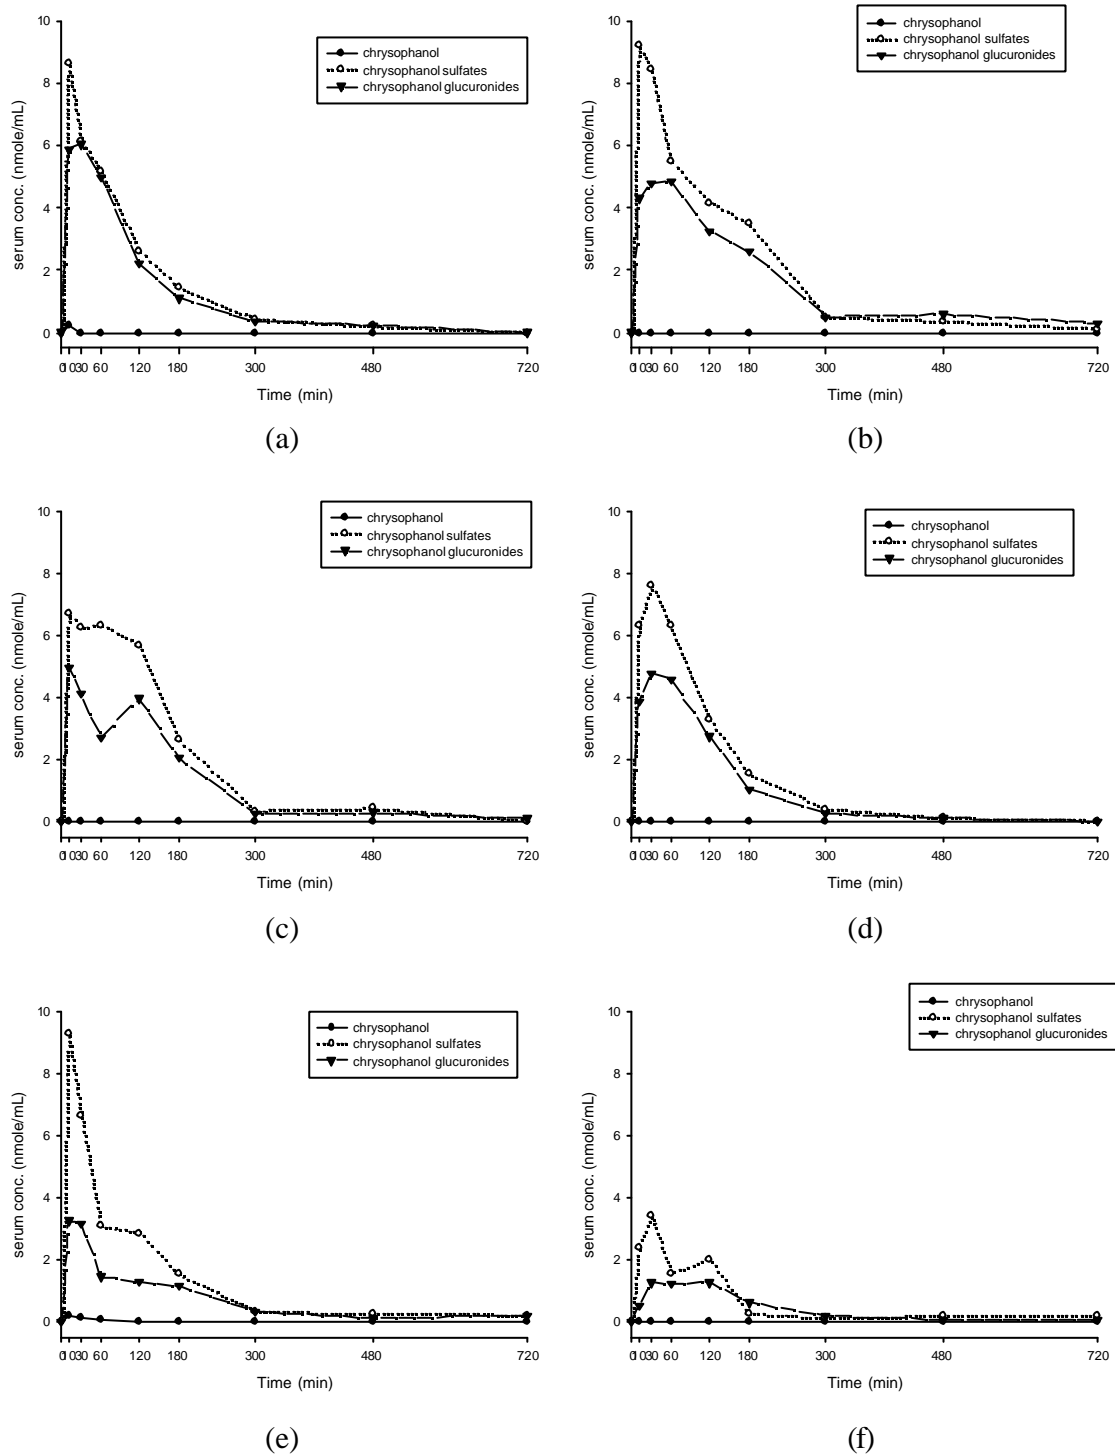 chrysophanol
chrysophanol sulfates
chrysophanol glucuronides
10
8
6
4
2
0
serum conc. (nmole/mL)
0 10 30 60 120 180 300 480 720
Time (min)
(a)
chrysophanol
chrysophanol sulfates
chrysophanol glucuronides
10
8
6
4
2
0
serum conc. (nmole/mL)
0 10 30 60 120 180 300 480 720
Time (min)
(b)
chrysophanol
chrysophanol sulfates
chrysophanol glucuronides
10
8
6
4
2
0
serum conc. (nmole/mL)
0 10 30 60 120 180 300 480 720
Time (min)
(c)
chrysophanol
chrysophanol sulfates
chrysophanol glucuronides
10
8
6
4
2
0
serum conc. (nmole/mL)
0 10 30 60 120 180 300 480 720
Time (min)
(d)
chrysophanol
chrysophanol sulfates
chrysophanol glucuronides
10
8
6
4
2
0
serum conc. (nmole/mL)
0 10 30 60 120 180 300 480 720
Time (min)
(e)
chrysophanol
chrysophanol sulfates
chrysophanol glucuronides
10
8
6
4
2
0
serum conc. (nmole/mL)
0 10 30 60 120 180 300 480 720
Time (min)
(f)